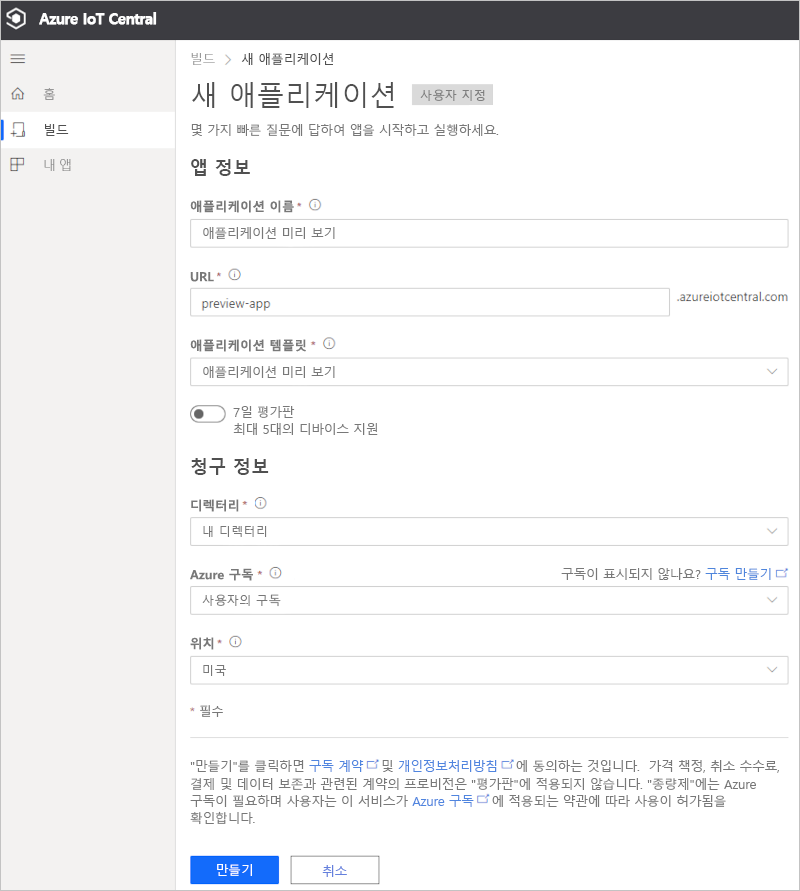 Azure IoT Central
홈
빌드
내 앱
빌드 > 새 애플리케이션
새 애플리케이션 사용자 지정
몇 가지 빠른 질문에 답하여 앱을 시작하고 실행하세요.
앱 정보
애플리케이션 이름 *
애플리케이션 미리 보기
URL *
preview-app .azureiotcentral.com
애플리케이션 템플릿 *
애플리케이션 미리 보기
7일 평가판
최대 5대의 디바이스 지원
청구 정보
디렉터리 *
내 디렉터리
Azure 구독 * 구독이 표시되지 않나요? 구독 만들기
사용자의 구독
위치 *
미국
* 필수
"만들기"를 클릭하면 구독 계약 및 개인정보처리방침 에 동의하는 것입니다. 가격 책정, 취소 수수료,
결제 및 데이터 보존과 관련된 계약의 프로비전은 "평가판"에 적용되지 않습니다. "종량제"에는 Azure
구독이 필요하며 사용자는 이 서비스가 Azure 구독 에 적용되는 약관에 따라 사용이 허가됨을
확인합니다.
만들기 취소